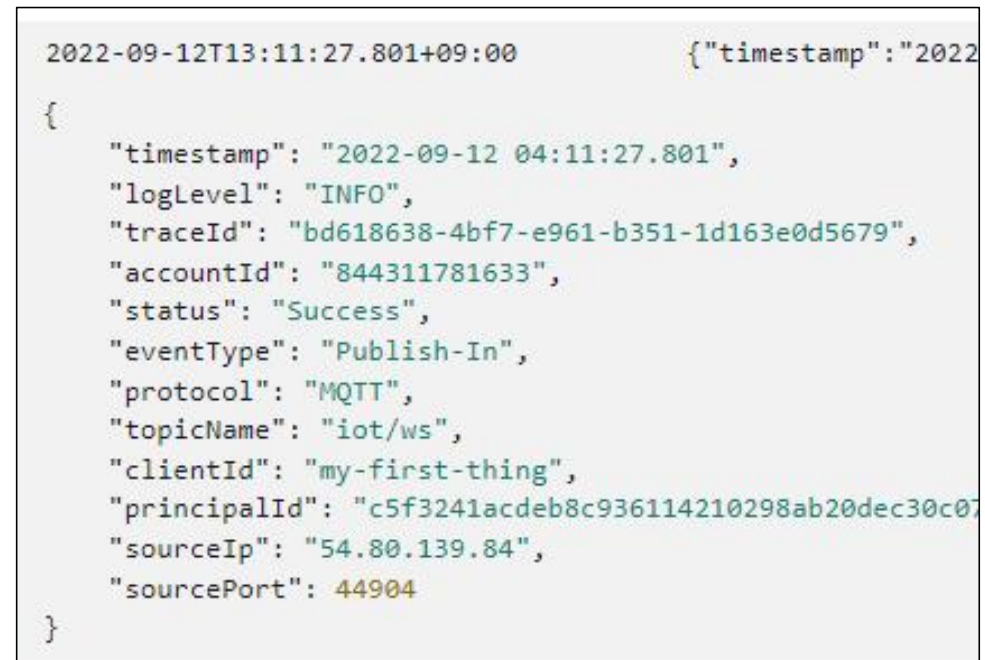 2022-09-12T13:11:27.801+09:00 {"timestamp":"2022
{
"timestamp": "2022-09-12 04:11:27.801",
"logLevel": "INFO",
"traceId": "bd618638-4bf7-e961-b351-1d163e0d5679",
"accountId": "844311781633",
"status": "Success",
"eventType": "Publish-In",
"protocol": "MQTT",
"topicName": "iot/ws",
"clientId": "my-first-thing",
"principalId": "c5f3241acdeb8c936114210298ab20dec30c07
"sourceIp": "54.80.139.84",
"sourcePort": 44904
}